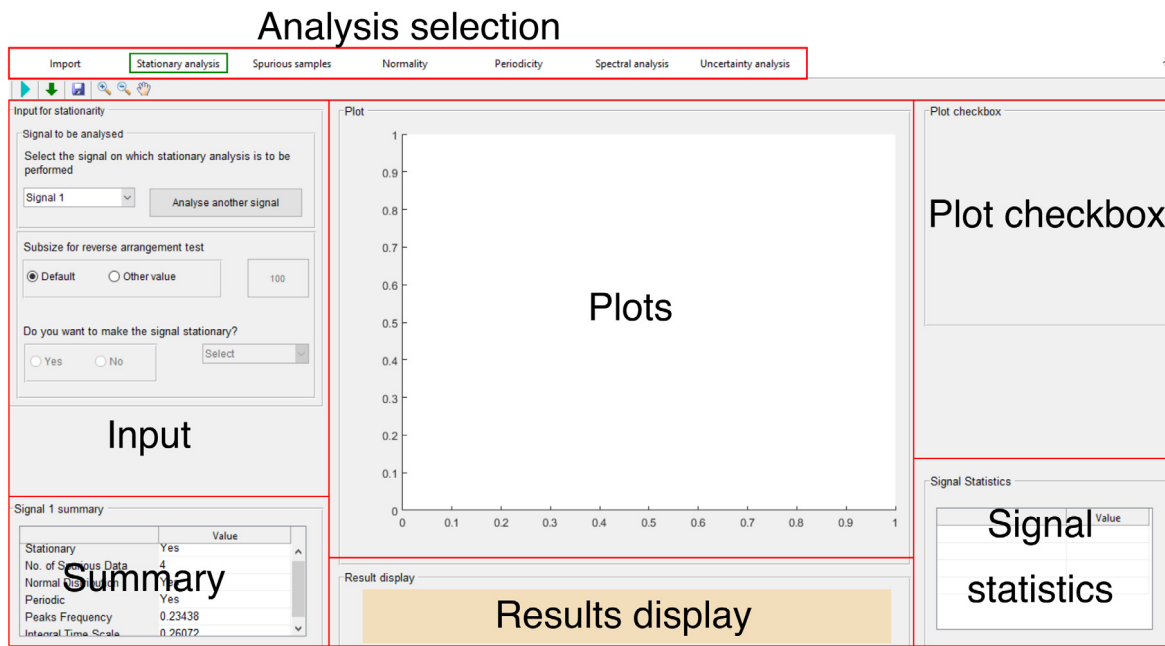 Analysis selection
Import Stationary analysis Spurious samples Normality Periodicity Spectral analysis Uncertainty analysis
Input for stationarity
Signal to be analysed
Select the signal on which stationary analysis is to be
performed
Signal 1 Analyse another signal
Subsize for reverse arrangement test
Default Other value 100
Do you want to make the signal stationary?
Yes No Select
Input
Signal 1 summary
Value
Stationary Yes
No. of Spurious Data 4
Normal Distribution Yes
Periodic Yes
Peaks Frequency 0.23438
Integral Time Scale 0.26072
Summary
Plot
1
0.9
0.8
0.7
0.6
0.5
0.4
0.3
0.2
0.1
0
0 0.1 0.2 0.3 0.4 0.5 0.6 0.7 0.8 0.9 1
Plots
Result display
Results display
Plot checkbox
Plot checkbox
Signal Statistics
Value
Signal
statistics